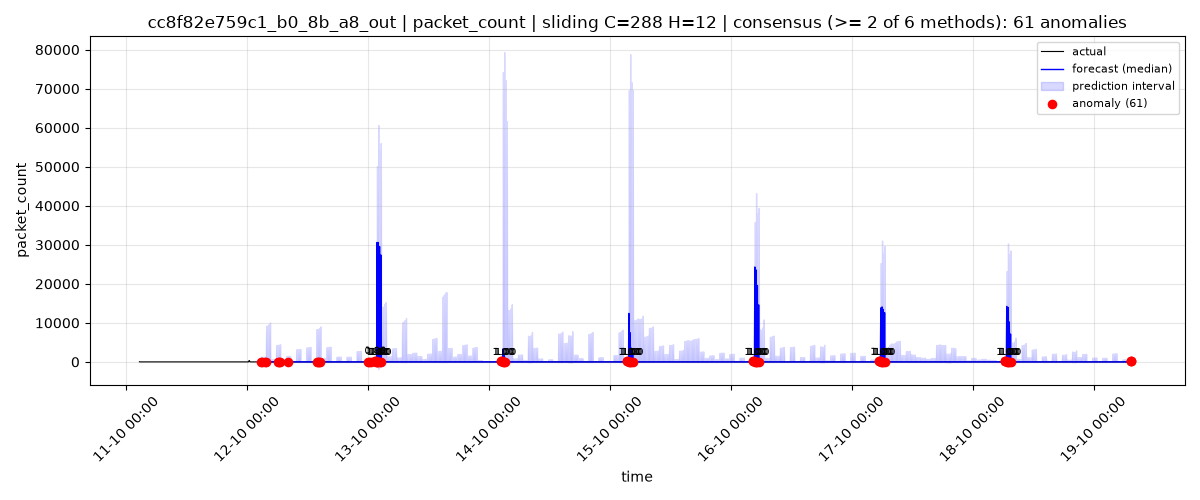 cc8f82e759c1_b0_8b_a8_out | packet_count | sliding C=288 H=12 | consensus (>= 2 of 6 methods): 61 anomalies
actual
forecast (median)
prediction interval
anomaly (61)
80000
70000
60000
50000
40000
30000
20000
10000
0
packet_count
11-10 00:00
12-10 00:00
13-10 00:00
14-10 00:00
15-10 00:00
16-10 00:00
17-10 00:00
18-10 00:00
19-10 00:00
time